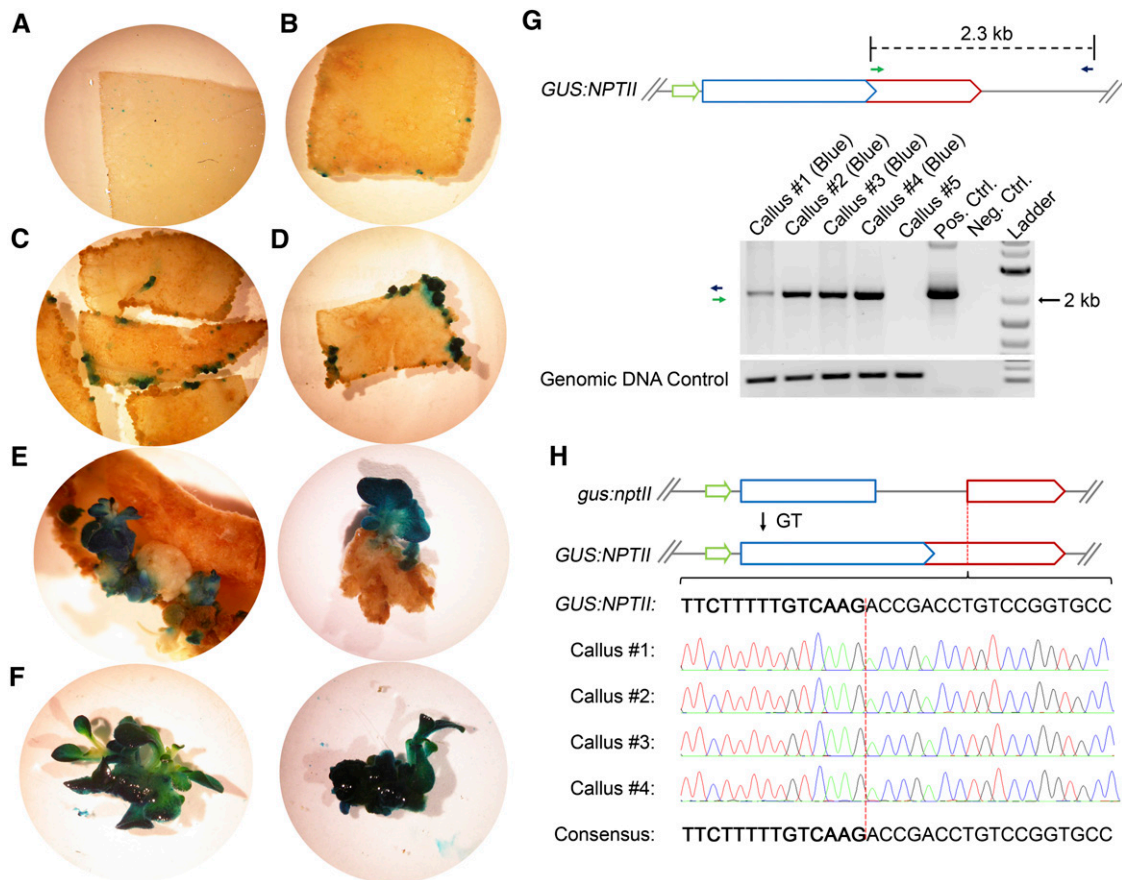 A
B
C
D
E
F
G
2.3 kb
GUS:NPTII
Callus #1 (Blue)
Callus #2 (Blue)
Callus #3 (Blue)
Callus #4 (Blue)
Callus #5
Pos. Ctrl.
Neg. Ctrl.
Ladder
2 kb
Genomic DNA Control
H
gus:nptII
GT
GUS:NPTII
GUS:NPTII: TTCTTTTTGTCAAGACCGACCTGTCCGGTGCC
Callus #1:
Callus #2:
Callus #3:
Callus #4:
Consensus: TTCTTTTTGTCAAGACCGACCTGTCCGGTGCC